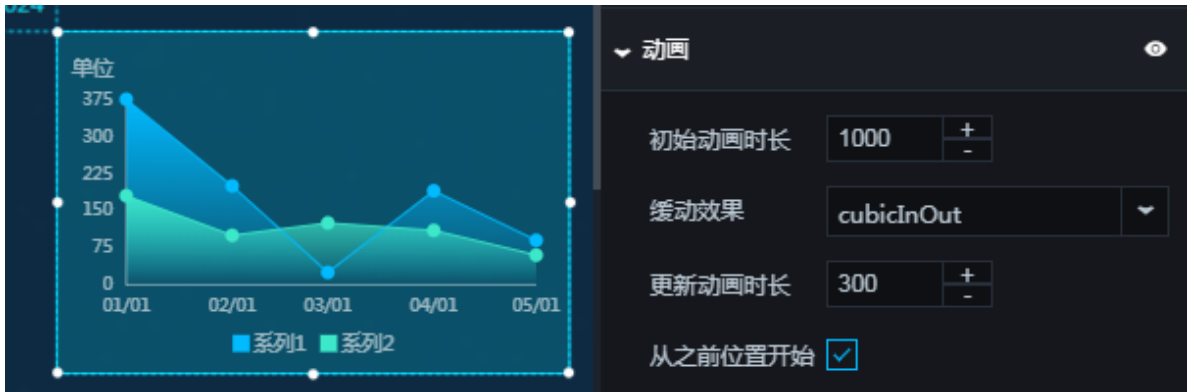 单位
375
300
225
150
75
0
01/01 02/01 03/01 04/01 05/01
系列1 系列2
动画
初始动画时长 1000 + -
缓动效果 cubicInOut
更新动画时长 300 + -
从之前位置开始